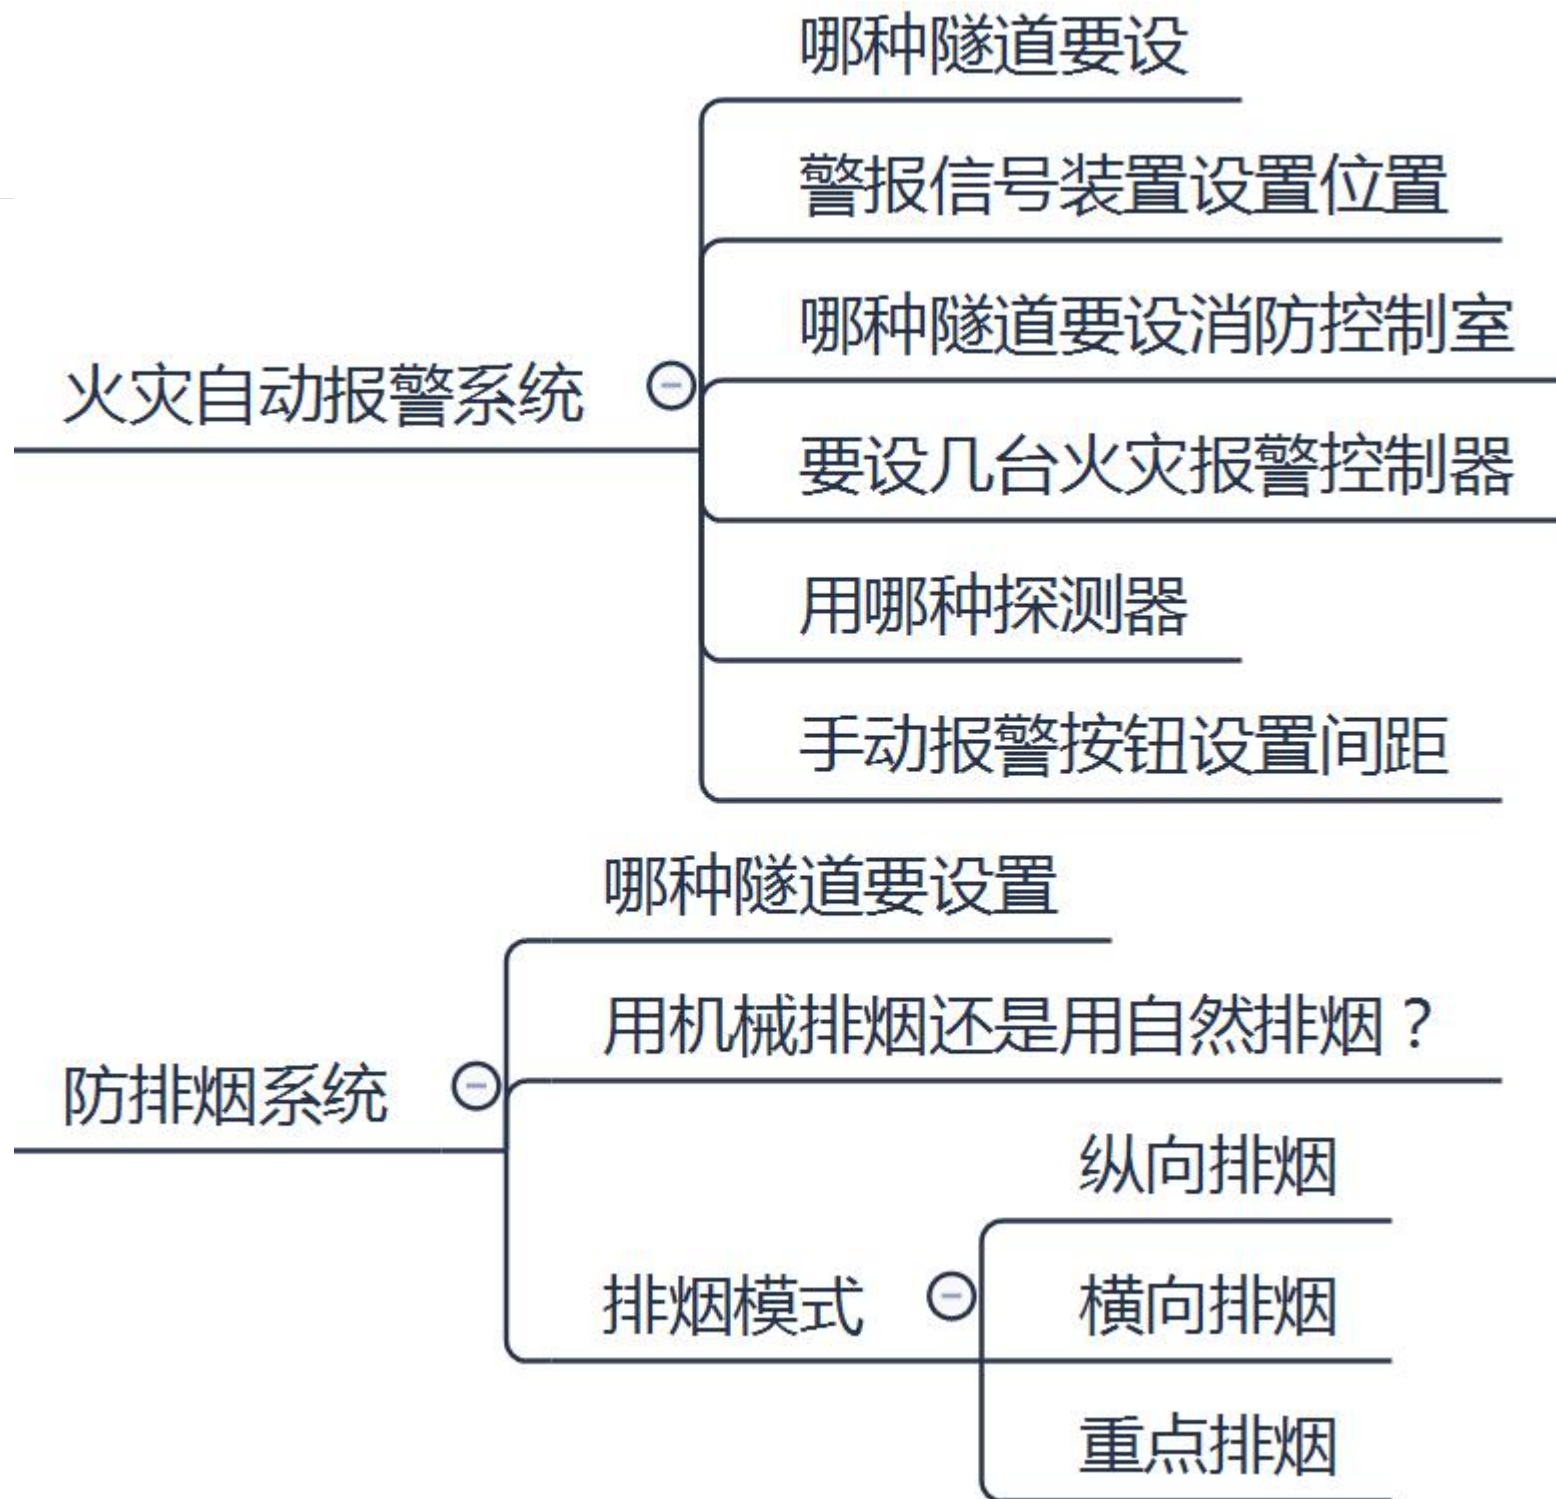 哪种隧道要设
警报信号装置设置位置
哪种隧道要设消防控制室
火灾自动报警系统
要设几台火灾报警控制器
用哪种探测器
手动报警按钮设置间距
哪种隧道要设置
用机械排烟还是用自然排烟？
防排烟系统
纵向排烟
排烟模式
横向排烟
重点排烟